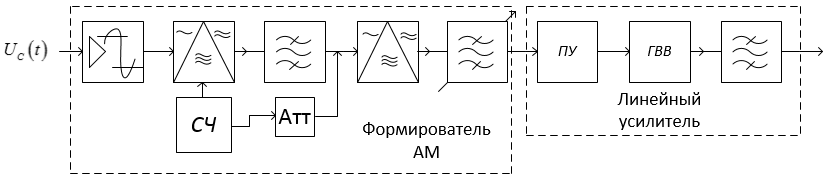 U_C(t)
ПУ
ГВВ
СЧ
Атт
Формирователь
АМ
Линейный
усилитель